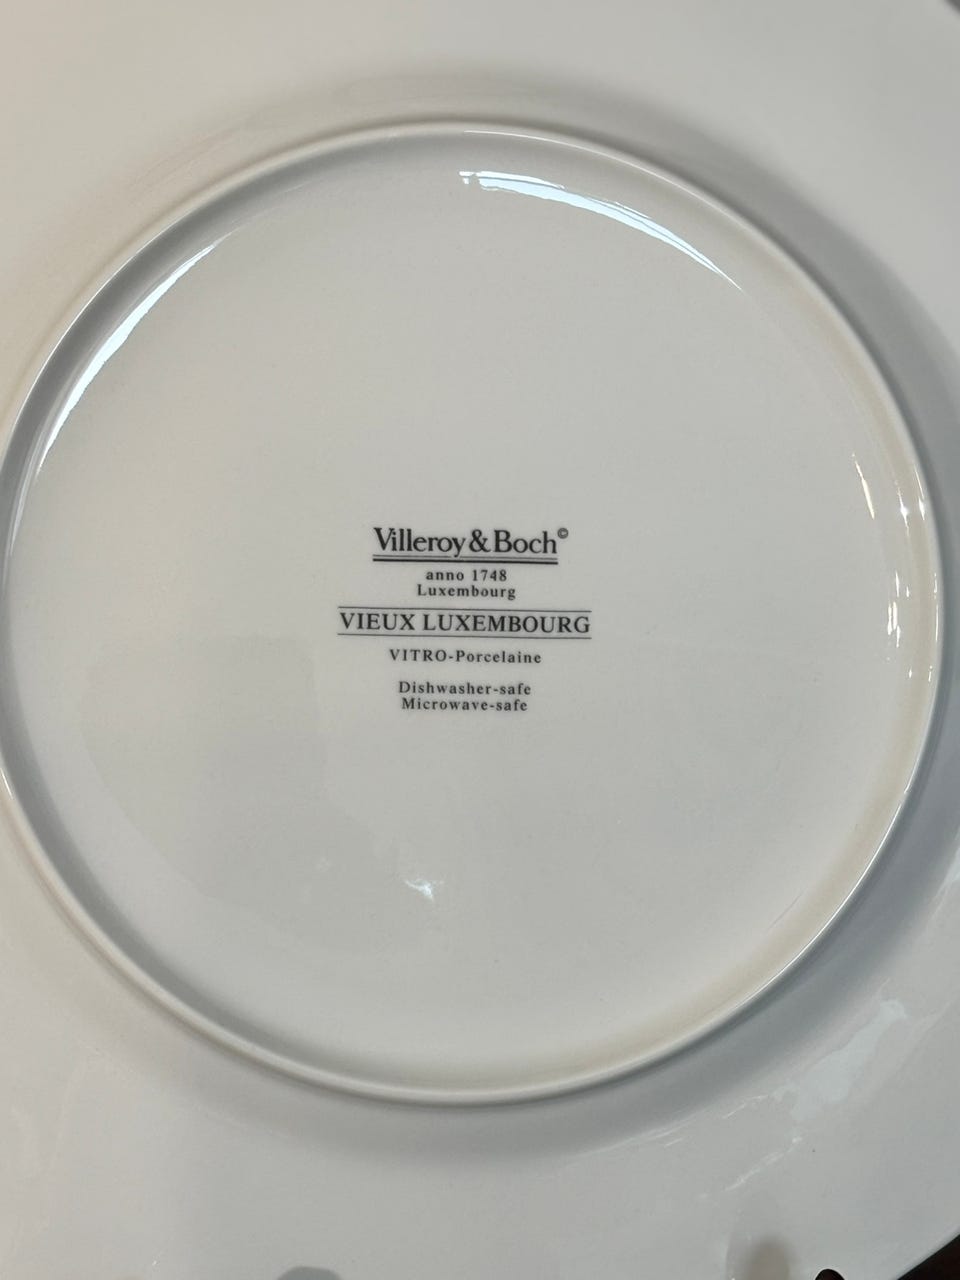 Villeroy & Boch©
anno 1748
Luxembourg
VIEUX LUXEMBOURG
VITRO-Porcelaine
Dishwasher-safe
Microwave-safe